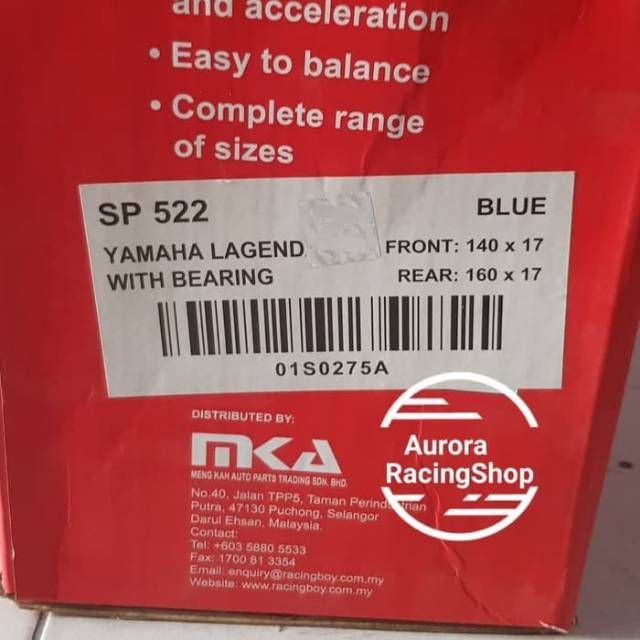 and acceleration
• Easy to balance
• Complete range
of sizes
SP 522
BLUE
YAMAHA LAGEND
FRONT: 140 x 17
WITH BEARING
REAR: 160 x 17
01S0275A
DISTRIBUTED BY:
MKA
MENG KAH AUTO PARTS TRADING SDN. BHD.
No.40, Jalan TPP5, Taman Perindustrian
Putra, 47130 Puchong, Selangor
Darul Ehsan, Malaysia.
Contact:
Tel: +603 5880 5533
Fax: 1700 81 3354
Email: enquiry@racingboy.com.my
Website: www.racingboy.com.my
Aurora
RacingShop